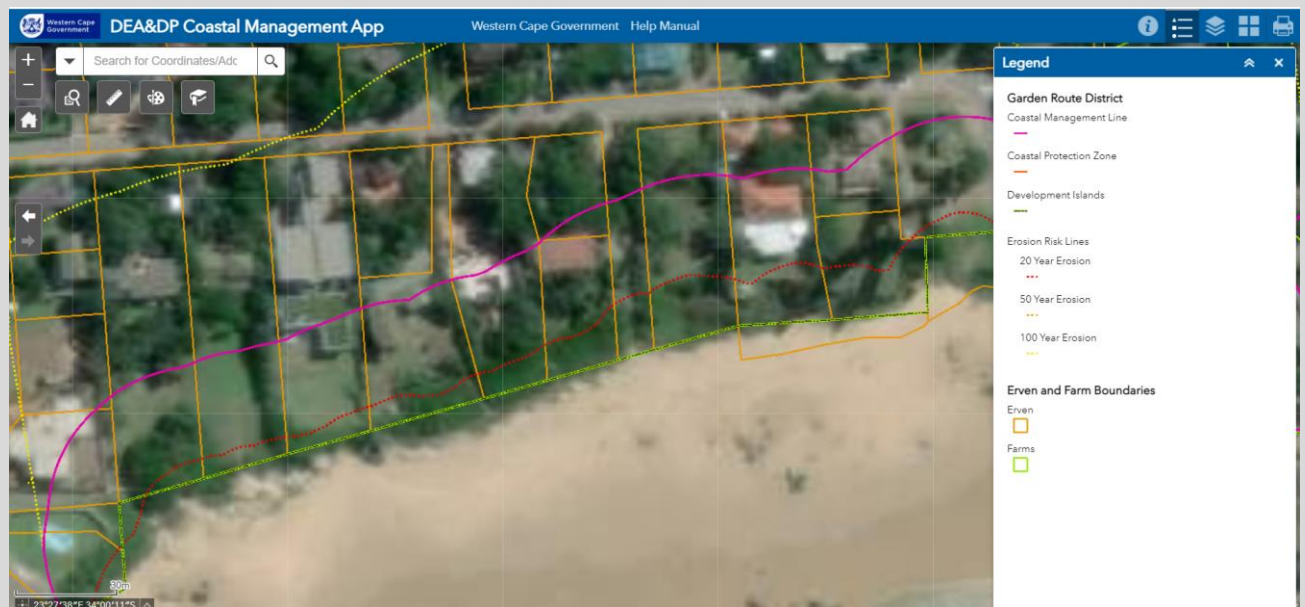 Western Cape
Government
DEA&DP Coastal Management App
Western Cape Government Help Manual
+
Search for Coordinates/Adc
−
Legend
Garden Route District
Coastal Management Line
Coastal Protection Zone
Development Islands
Erosion Risk Lines
20 Year Erosion
50 Year Erosion
100 Year Erosion
Erven and Farm Boundaries
Erven
Farms
30m
23°27'38"E 34°00'11"S